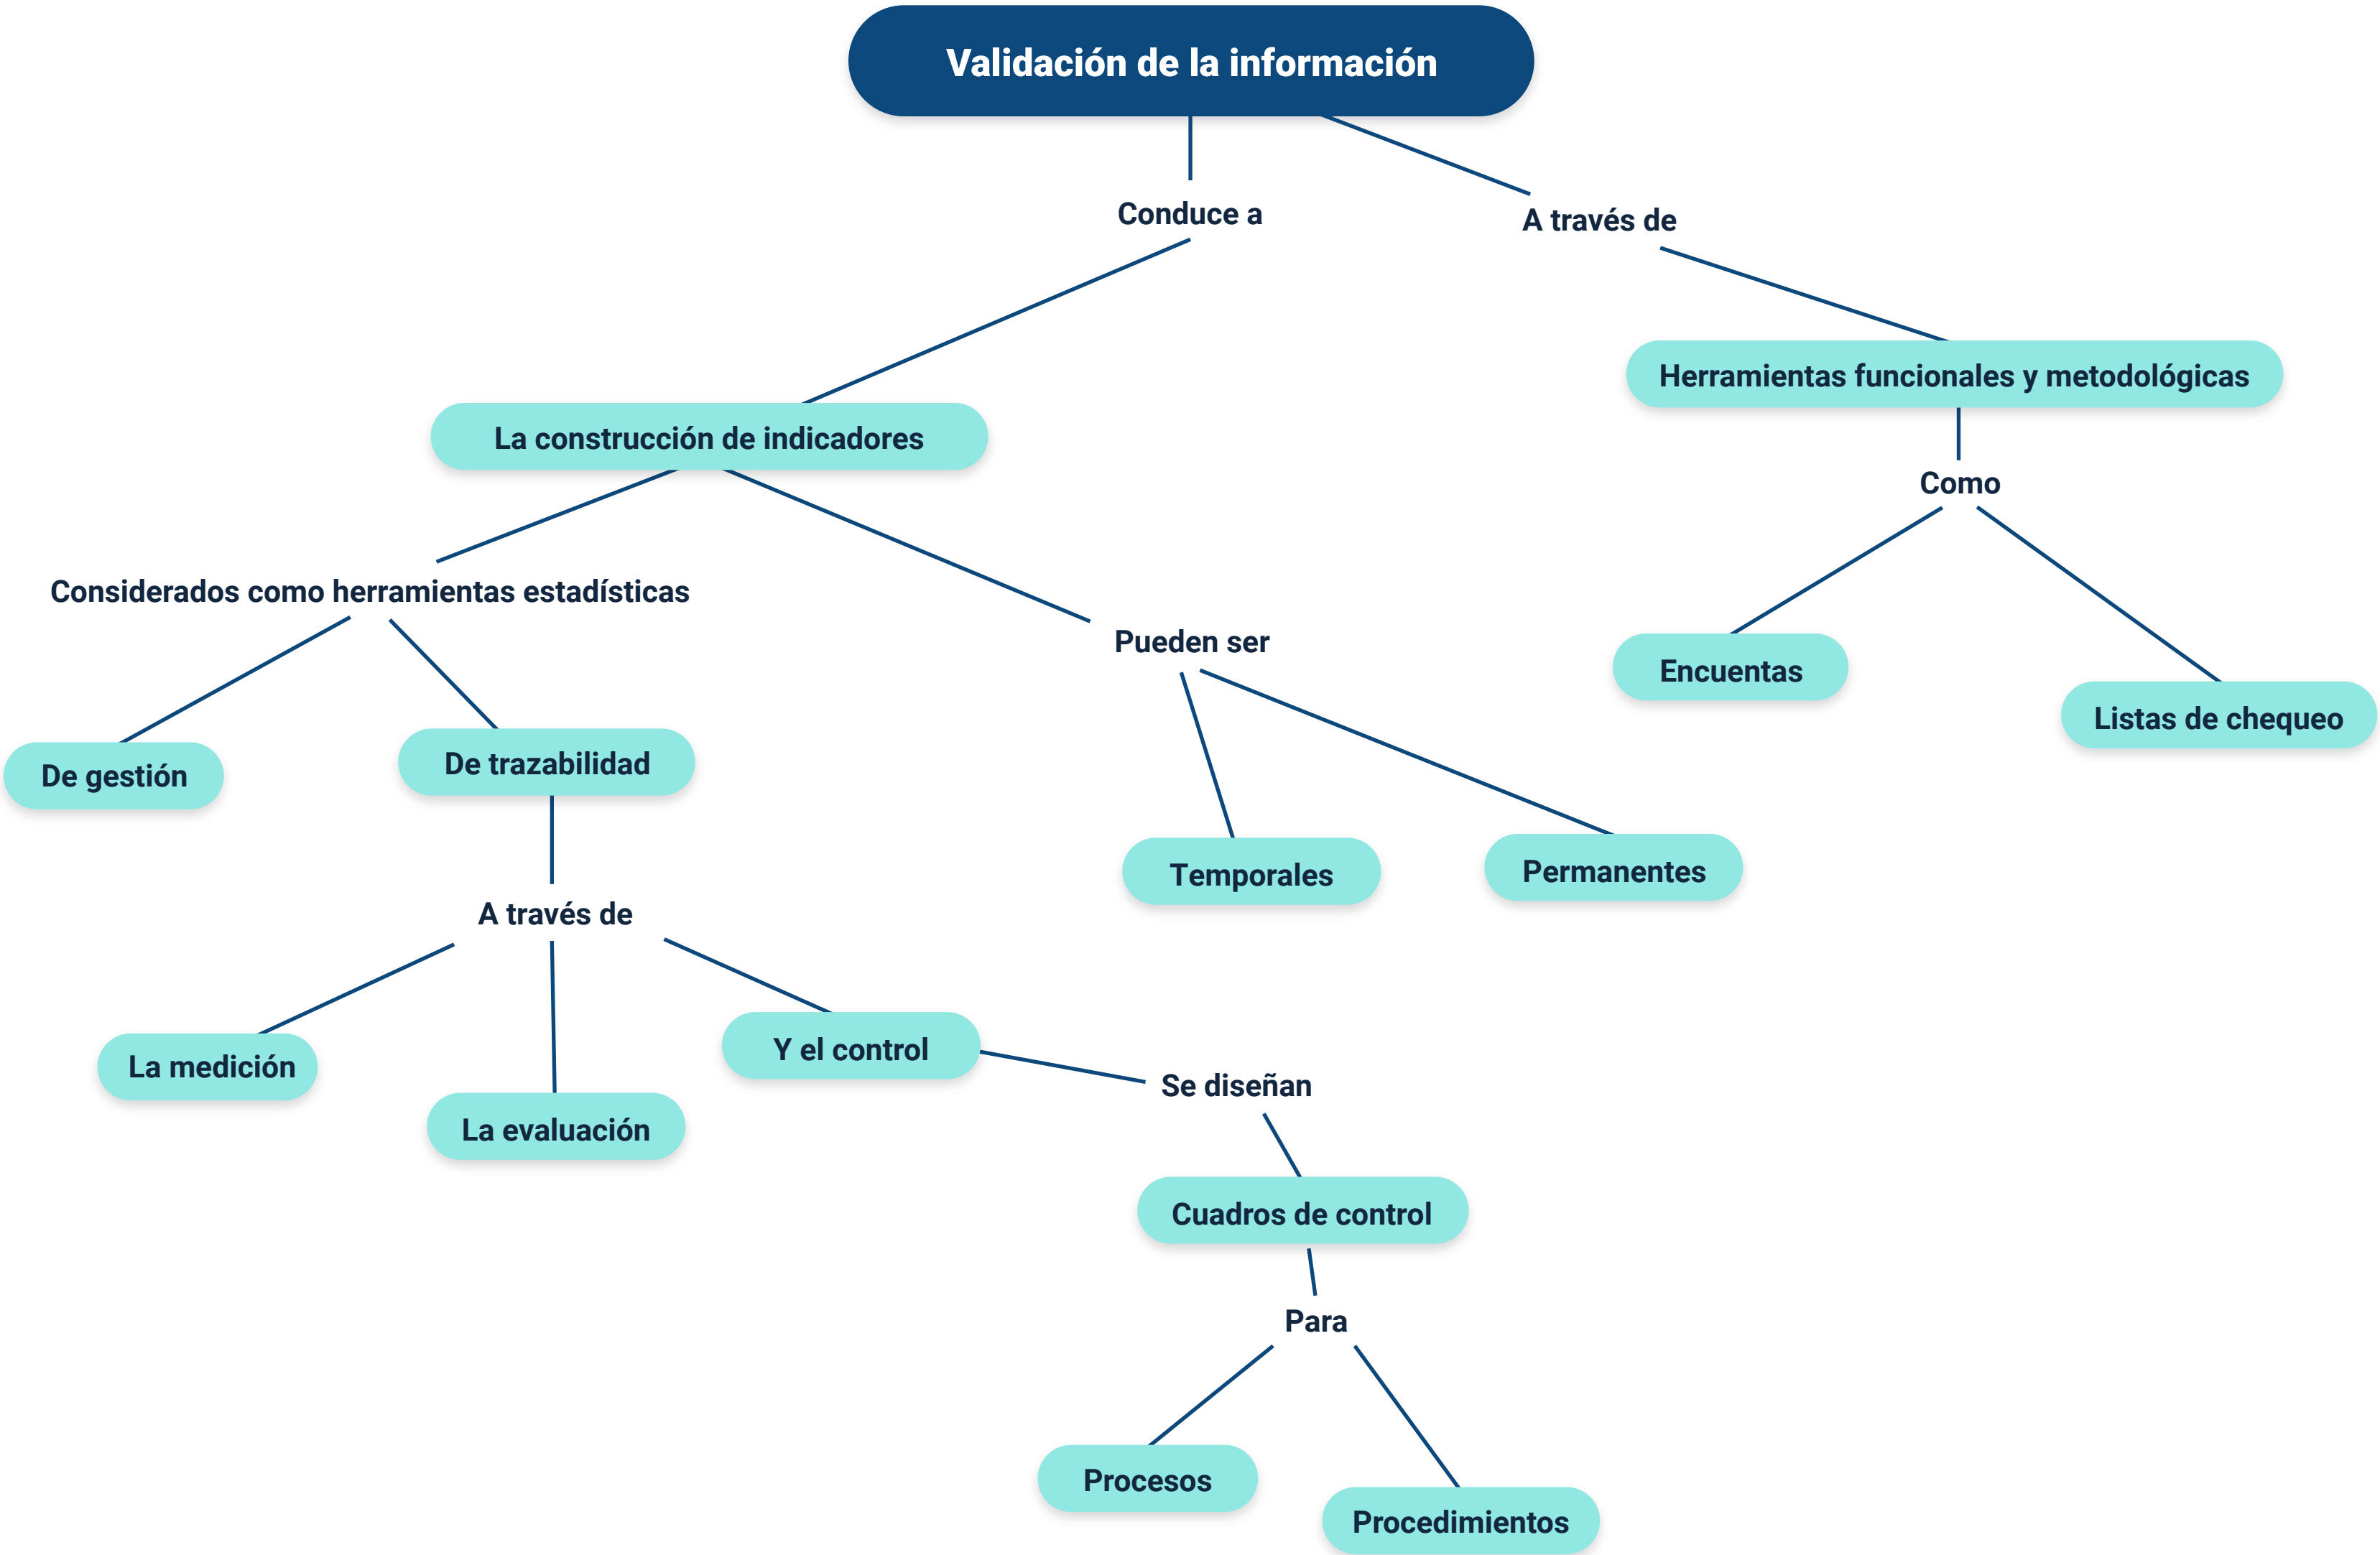 Validación de la información
Conduce a
A través de
Herramientas funcionales y metodológicas
La construcción de indicadores
Como
Considerados como herramientas estadísticas
Pueden ser
Encuentas
Listas de chequeo
De gestión
De trazabilidad
Temporales
Permanentes
A través de
La medición
La evaluación
Y el control
Se diseñan
Cuadros de control
Para
Procesos
Procedimientos